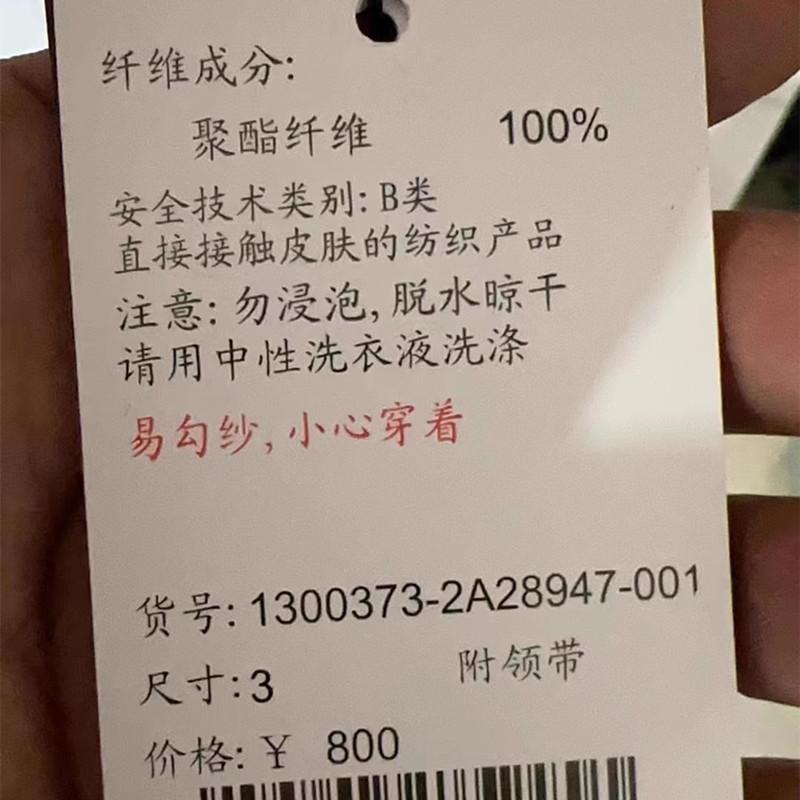 纤维成分:
聚酯纤维 100%
安全技术类别: B类
直接接触皮肤的纺织产品
注意: 勿浸泡, 脱水晾干
请用中性洗衣液洗涤
易勾纱, 小心穿着
货号: 1300373-2A28947-001
尺寸: 3 附领带
价格: ￥ 800